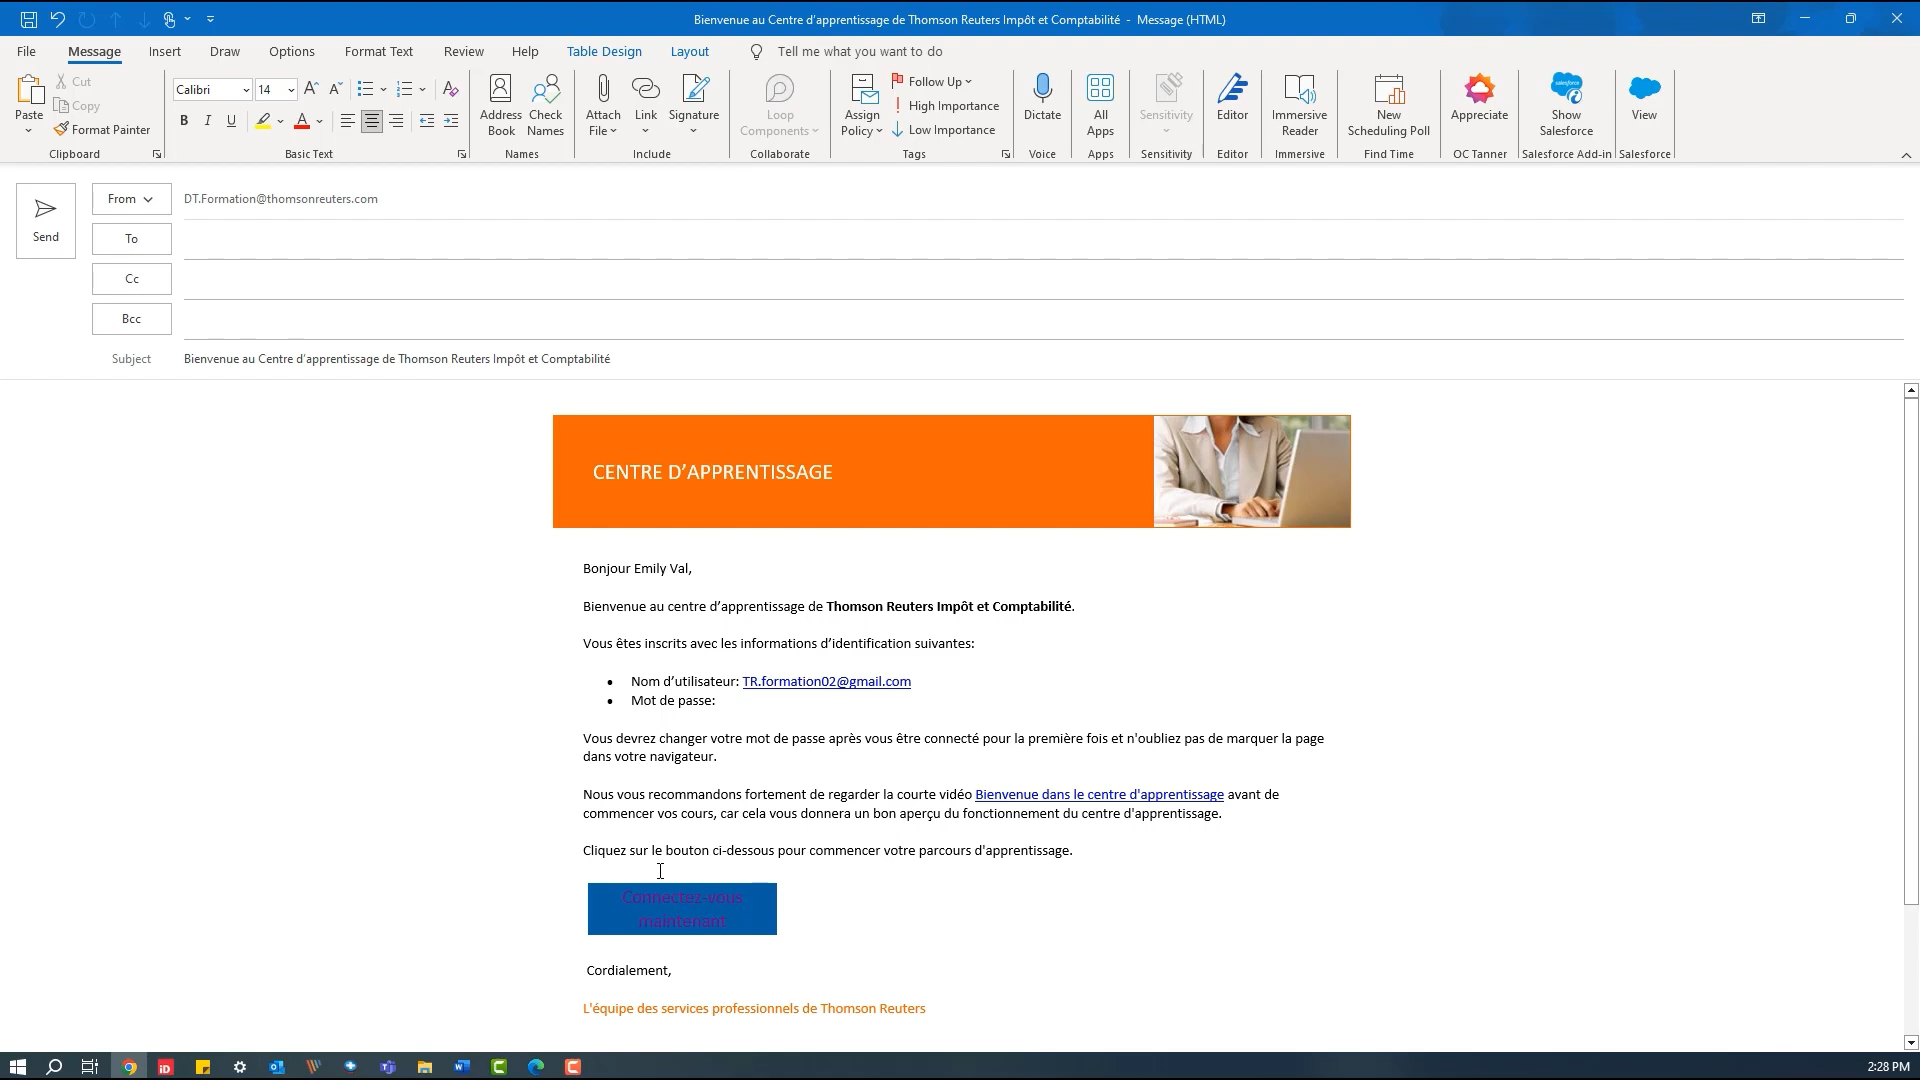 Bienvenue au Centre d'apprentissage de Thomson Reuters Impôt et Comptabilité - Message (HTML)
File Message Insert Draw Options Format Text Review Help Table Design Layout Tell me what you want to do
Paste
Cut
Copy
Format Painter
Clipboard
Calibri 14
B I U
Basic Text
Address Book
Check Names
Names
Attach File
Link
Signature
Include
Loop Components
Collaborate
Assign Policy
Follow Up
High Importance
Low Importance
Tags
Dictate
Voice
All Apps
Apps
Sensitivity
Sensitivity
Editor
Editor
Immersive Reader
Immersive
New Scheduling Poll
Find Time
Appreciate
OC Tanner
Show Salesforce
Salesforce Add-in
View
Salesforce
Send
From DT.Formation@thomsonreuters.com
To
Cc
Bcc
Subject Bienvenue au Centre d'apprentissage de Thomson Reuters Impôt et Comptabilité
CENTRE D’APPRENTISSAGE
Bonjour Emily Val,
Bienvenue au centre d’apprentissage de Thomson Reuters Impôt et Comptabilité.
Vous êtes inscrits avec les informations d’identification suivantes:
• Nom d’utilisateur: TR.formation02@gmail.com
• Mot de passe:
Vous devrez changer votre mot de passe après vous être connecté pour la première fois et n'oubliez pas de marquer la page
dans votre navigateur.
Nous vous recommandons fortement de regarder la courte vidéo Bienvenue dans le centre d'apprentissage avant de
commencer vos cours, car cela vous donnera un bon aperçu du fonctionnement du centre d'apprentissage.
Cliquez sur le bouton ci-dessous pour commencer votre parcours d'apprentissage.
Connectez-vous
maintenant
Cordialement,
L'équipe des services professionnels de Thomson Reuters
2:28 PM